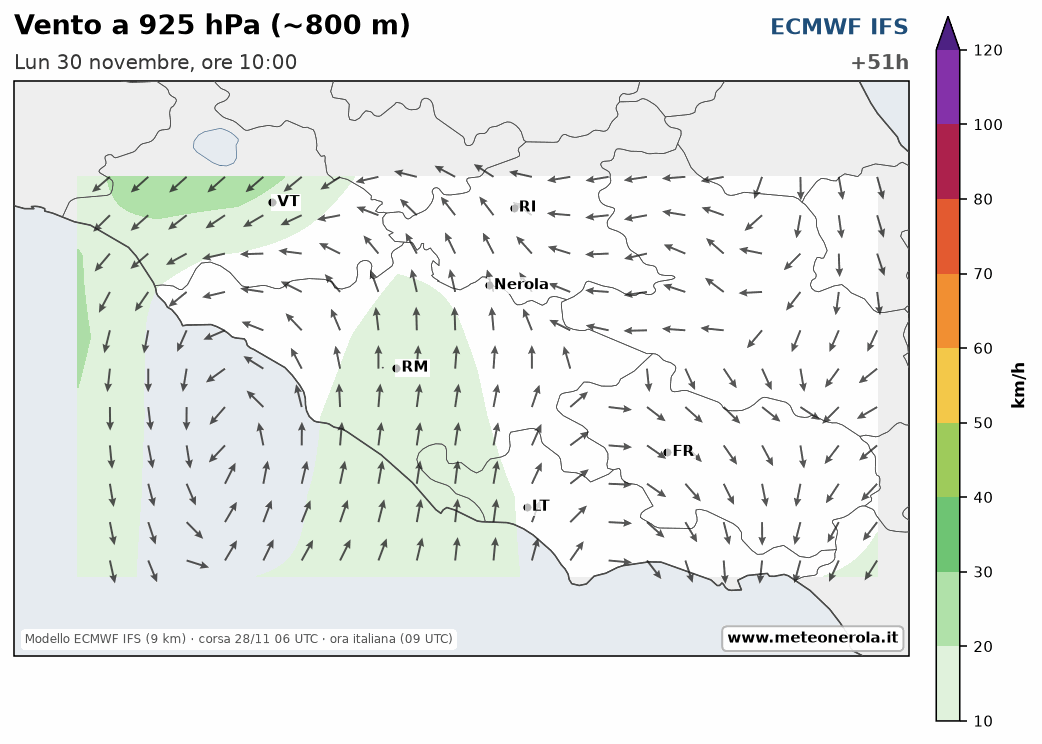 Vento a 925 hPa (~800 m)
ECMWF IFS
Lun 30 novembre, ore 10:00
+51h
VT
RI
Nerola
RM
FR
LT
Modello ECMWF IFS (9 km) · corsa 28/11 06 UTC · ora italiana (09 UTC)
www.meteonerola.it
120
100
80
70
60
50
40
30
20
10
km/h